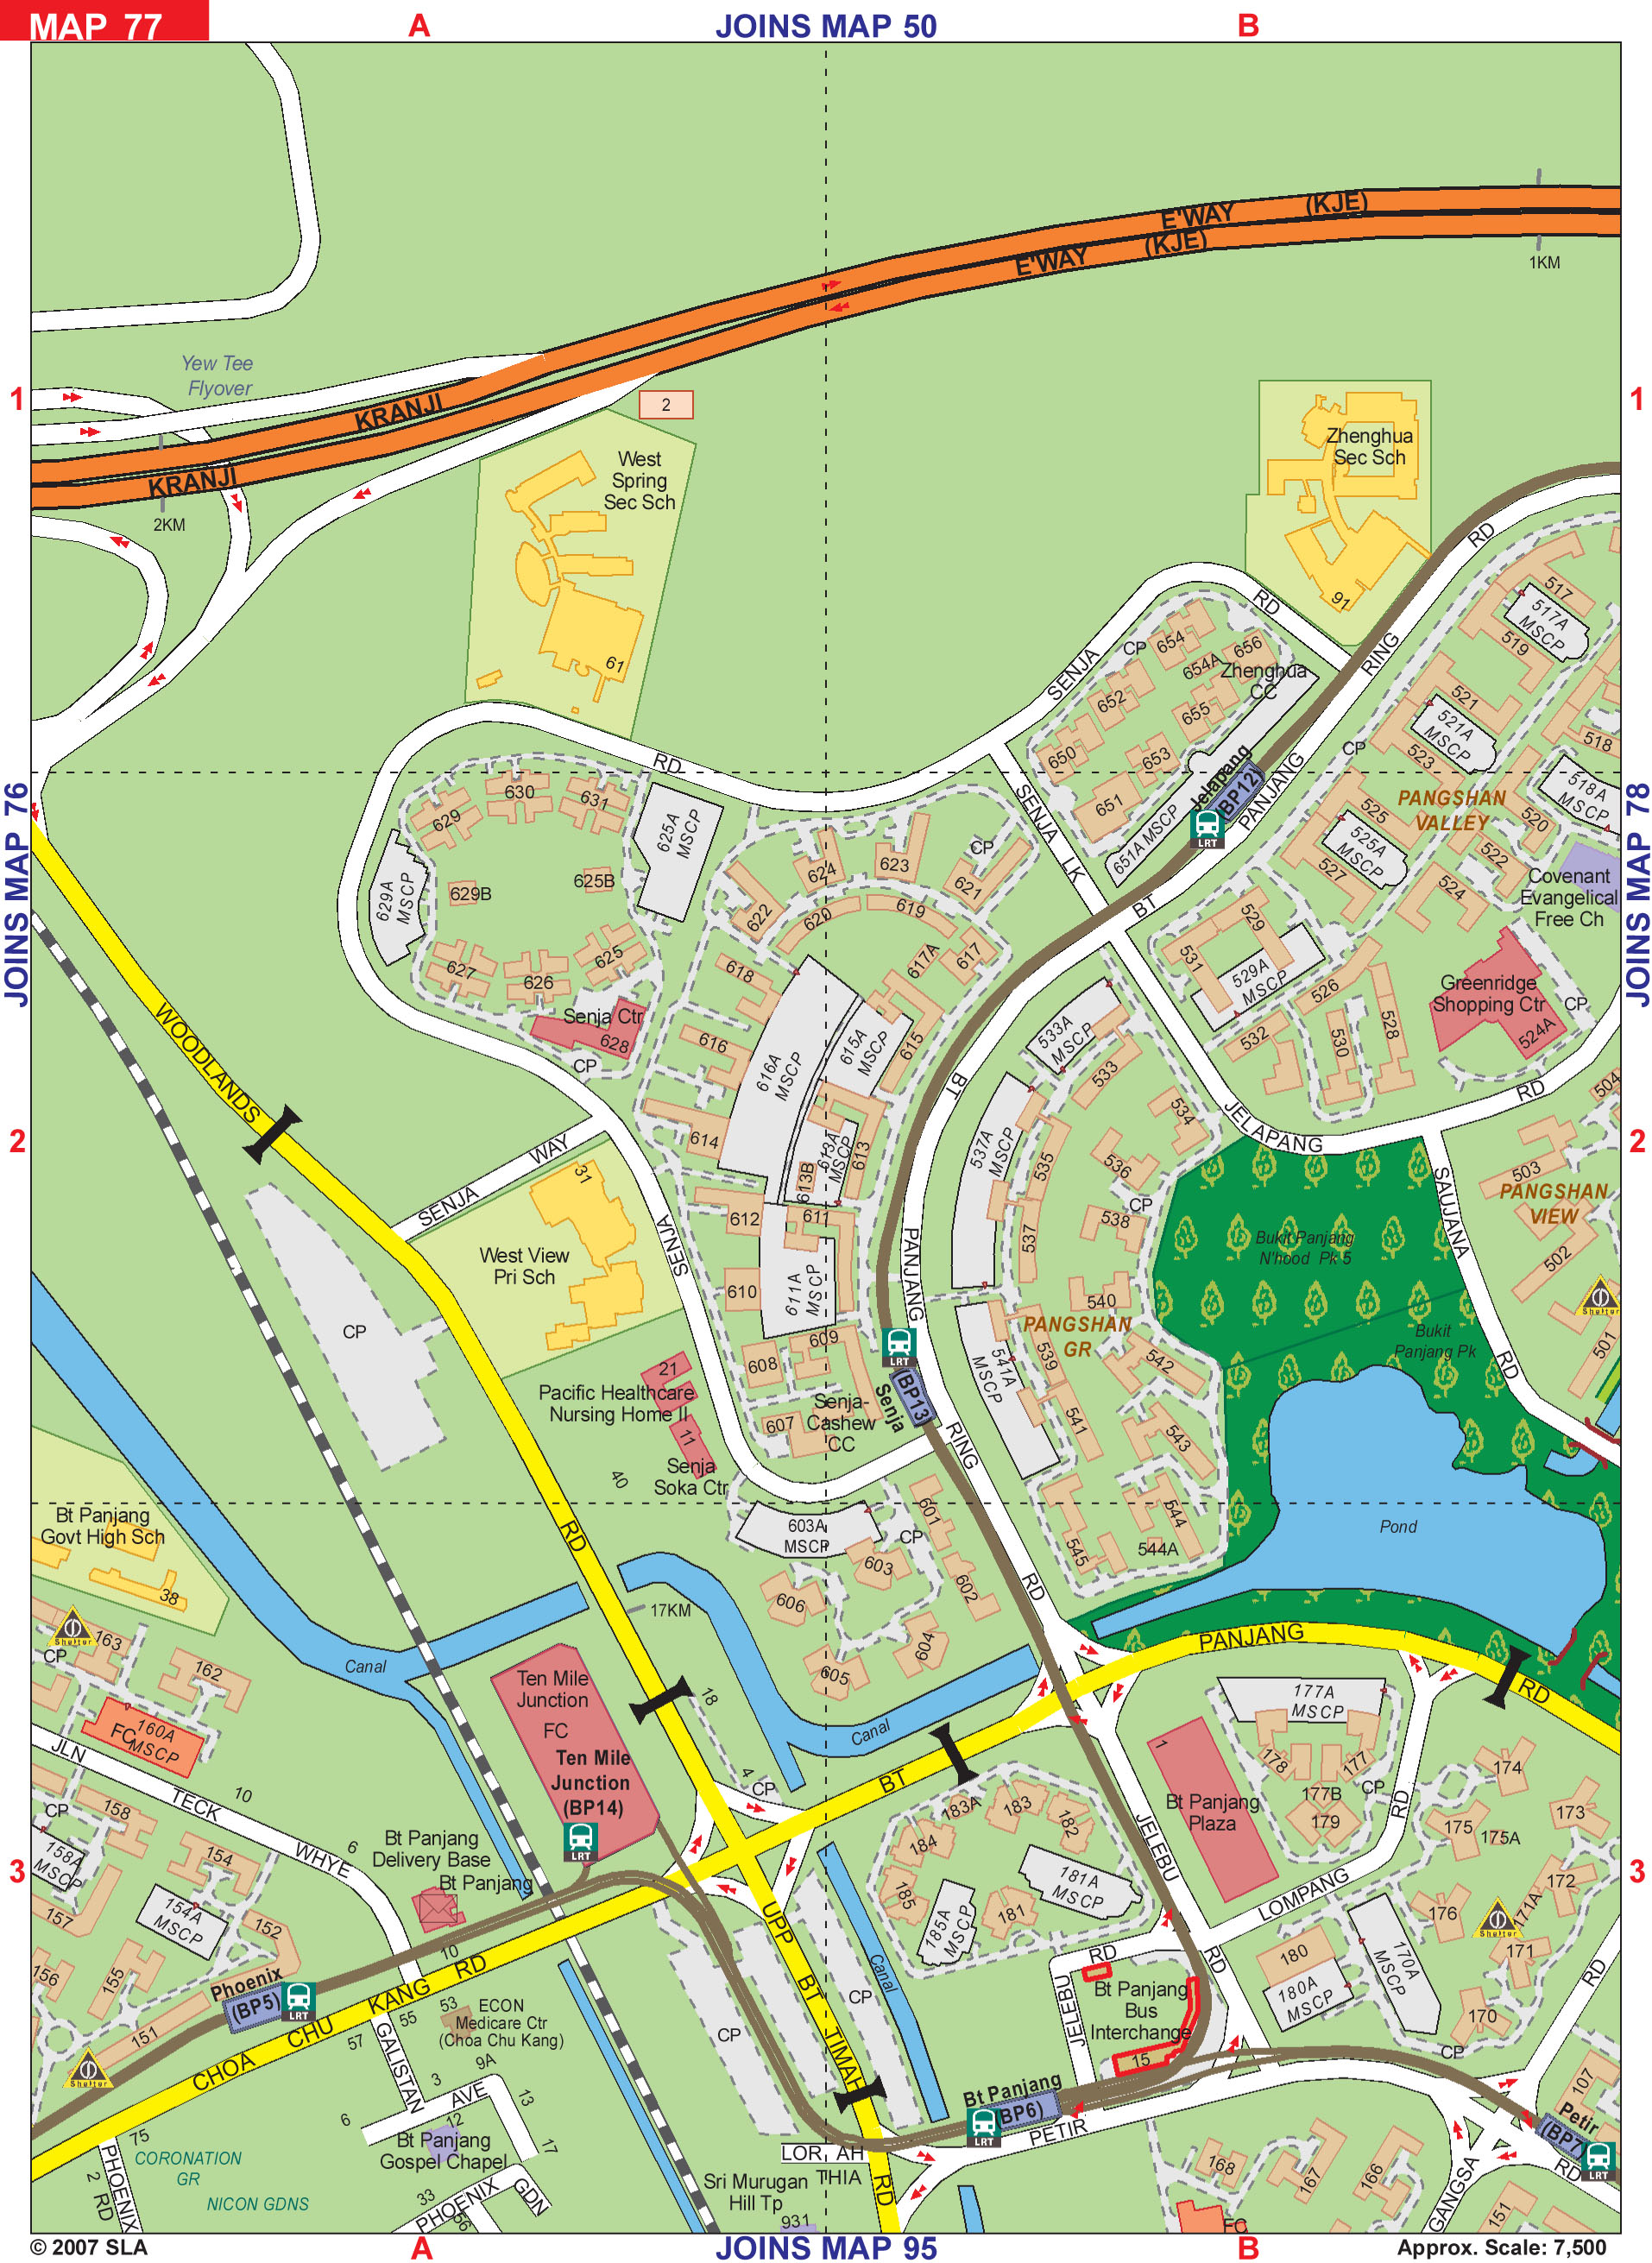 MAP 77
A
JOINS MAP 50
B
E'WAY (KJE)
E'WAY (KJE)
1KM
Yew Tee
Flyover
1
KRANJI
2
1
KRANJI
2KM
West
Spring
Sec Sch
61
Zhenghua
Sec Sch
91
RD
RD
RING
SENJA
CP
654
654A
656
Zhenghua
CC
652
655
650
653
651
651A MSCP
Jelapang
(BP12)
LRT
PANJANG
517
517A
MSCP
519
521
521A
MSCP
523
518
CP
518A
MSCP
PANGSHAN
VALLEY
525
525A
MSCP
527
520
522
524
Covenant
Evangelical
Free Ch
JOINS MAP 76
JOINS MAP 78
RD
630
631
629
625A
MSCP
629A
MSCP
629B
625B
627
626
625
Senja Ctr
628
CP
624
623
CP
621
622
620
619
617A
617
618
616
616A
MSCP
615A
MSCP
615
614
613A
MSCP
613B
613
612
611
610
611A
MSCP
609
608
607
Senja-
Cashew
CC
SENJA LK
BT
529
531
529A
MSCP
526
532
530
528
Greenridge
Shopping Ctr
524A
CP
RD
504
JELAPANG
2
2
533A
MSCP
533
534
BT
537A
MSCP
535
536
CP
538
537
540
PANGSHAN
GR
539
541A
MSCP
541
542
543
544
544A
545
503
PANGSHAN
VIEW
502
501
Shelter
SAUJANA
RD
Bukit Panjang
N'hood Pk 5
Bukit
Panjang Pk
Pond
WOODLANDS
SENJA WAY
31
West View
Pri Sch
SENJA
CP
21
Pacific Healthcare
Nursing Home II
11
Senja
Soka Ctr
40
PANJANG
LRT
Senja
(BP13)
RING
RD
Bt Panjang
Govt High Sch
38
RD
17KM
603A
MSCP
601
CP
603
602
606
604
605
Shelter
163
CP
162
Canal
FC
160A
MSCP
Ten Mile
Junction
FC
Ten Mile
Junction
(BP14)
LRT
18
Canal
4
CP
BT
PANJANG
RD
177A
MSCP
178
177
177B
CP
179
174
173
175
175A
172
171A
176
Shelter
171
RD
1
Bt Panjang
Plaza
JELEBU
LOMPANG
JLN
TECK
10
WHYE
6
CP
158
158A
MSCP
154
157
154A
MSCP
152
156
155
151
Phoenix
(BP5)
LRT
Shelter
Bt Panjang
Delivery Base
Bt Panjang
3
3
183A
183
182
184
185
185A
MSCP
181
181A
MSCP
RD
JELEBU
Bt Panjang
Bus
Interchange
15
RD
180
180A
MSCP
170A
MSCP
170
CP
RD
10
CHOA CHU KANG RD
53
55
57
ECON
Medicare Ctr
(Choa Chu Kang)
9A
GALISTAN
AVE
3
6
12
13
17
Bt Panjang
Gospel Chapel
75
CORONATION
GR
NICON GDNS
2
PHOENIX
RD
33
PHOENIX
56
GDN
UPP BT TIMAH RD
CP
CP
Canal
LOR. AH
THIA
Sri Murugan
Hill Tp
931
Bt Panjang
(BP6)
LRT
PETIR
107
Petir
(BP7
LRT
RD
168
167
166
FC
GANGSA
151
© 2007 SLA
A
JOINS MAP 95
B
Approx. Scale: 7,500